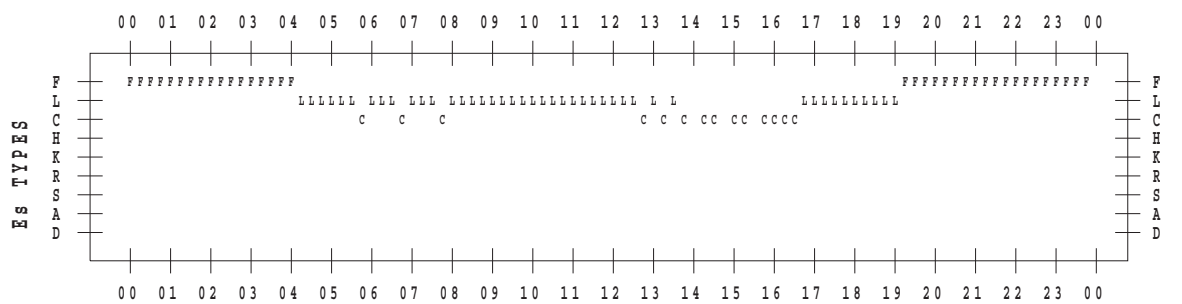 00 01 02 03 04 05 06 07 08 09 10 11 12 13 14 15 16 17 18 19 20 21 22 23 00
F FFFFFFFFFFFFFFFFF FFFFFFFFFFFFFFFFFFF F
L LLLLLL LLL LLL LLLLLLLLLLLLLLLLLLL L L LLLLLLLLLL L
C C C C C C C CC CC CCCC C
H H
K K
R R
S S
A A
D D
Es TYPES
00 01 02 03 04 05 06 07 08 09 10 11 12 13 14 15 16 17 18 19 20 21 22 23 00